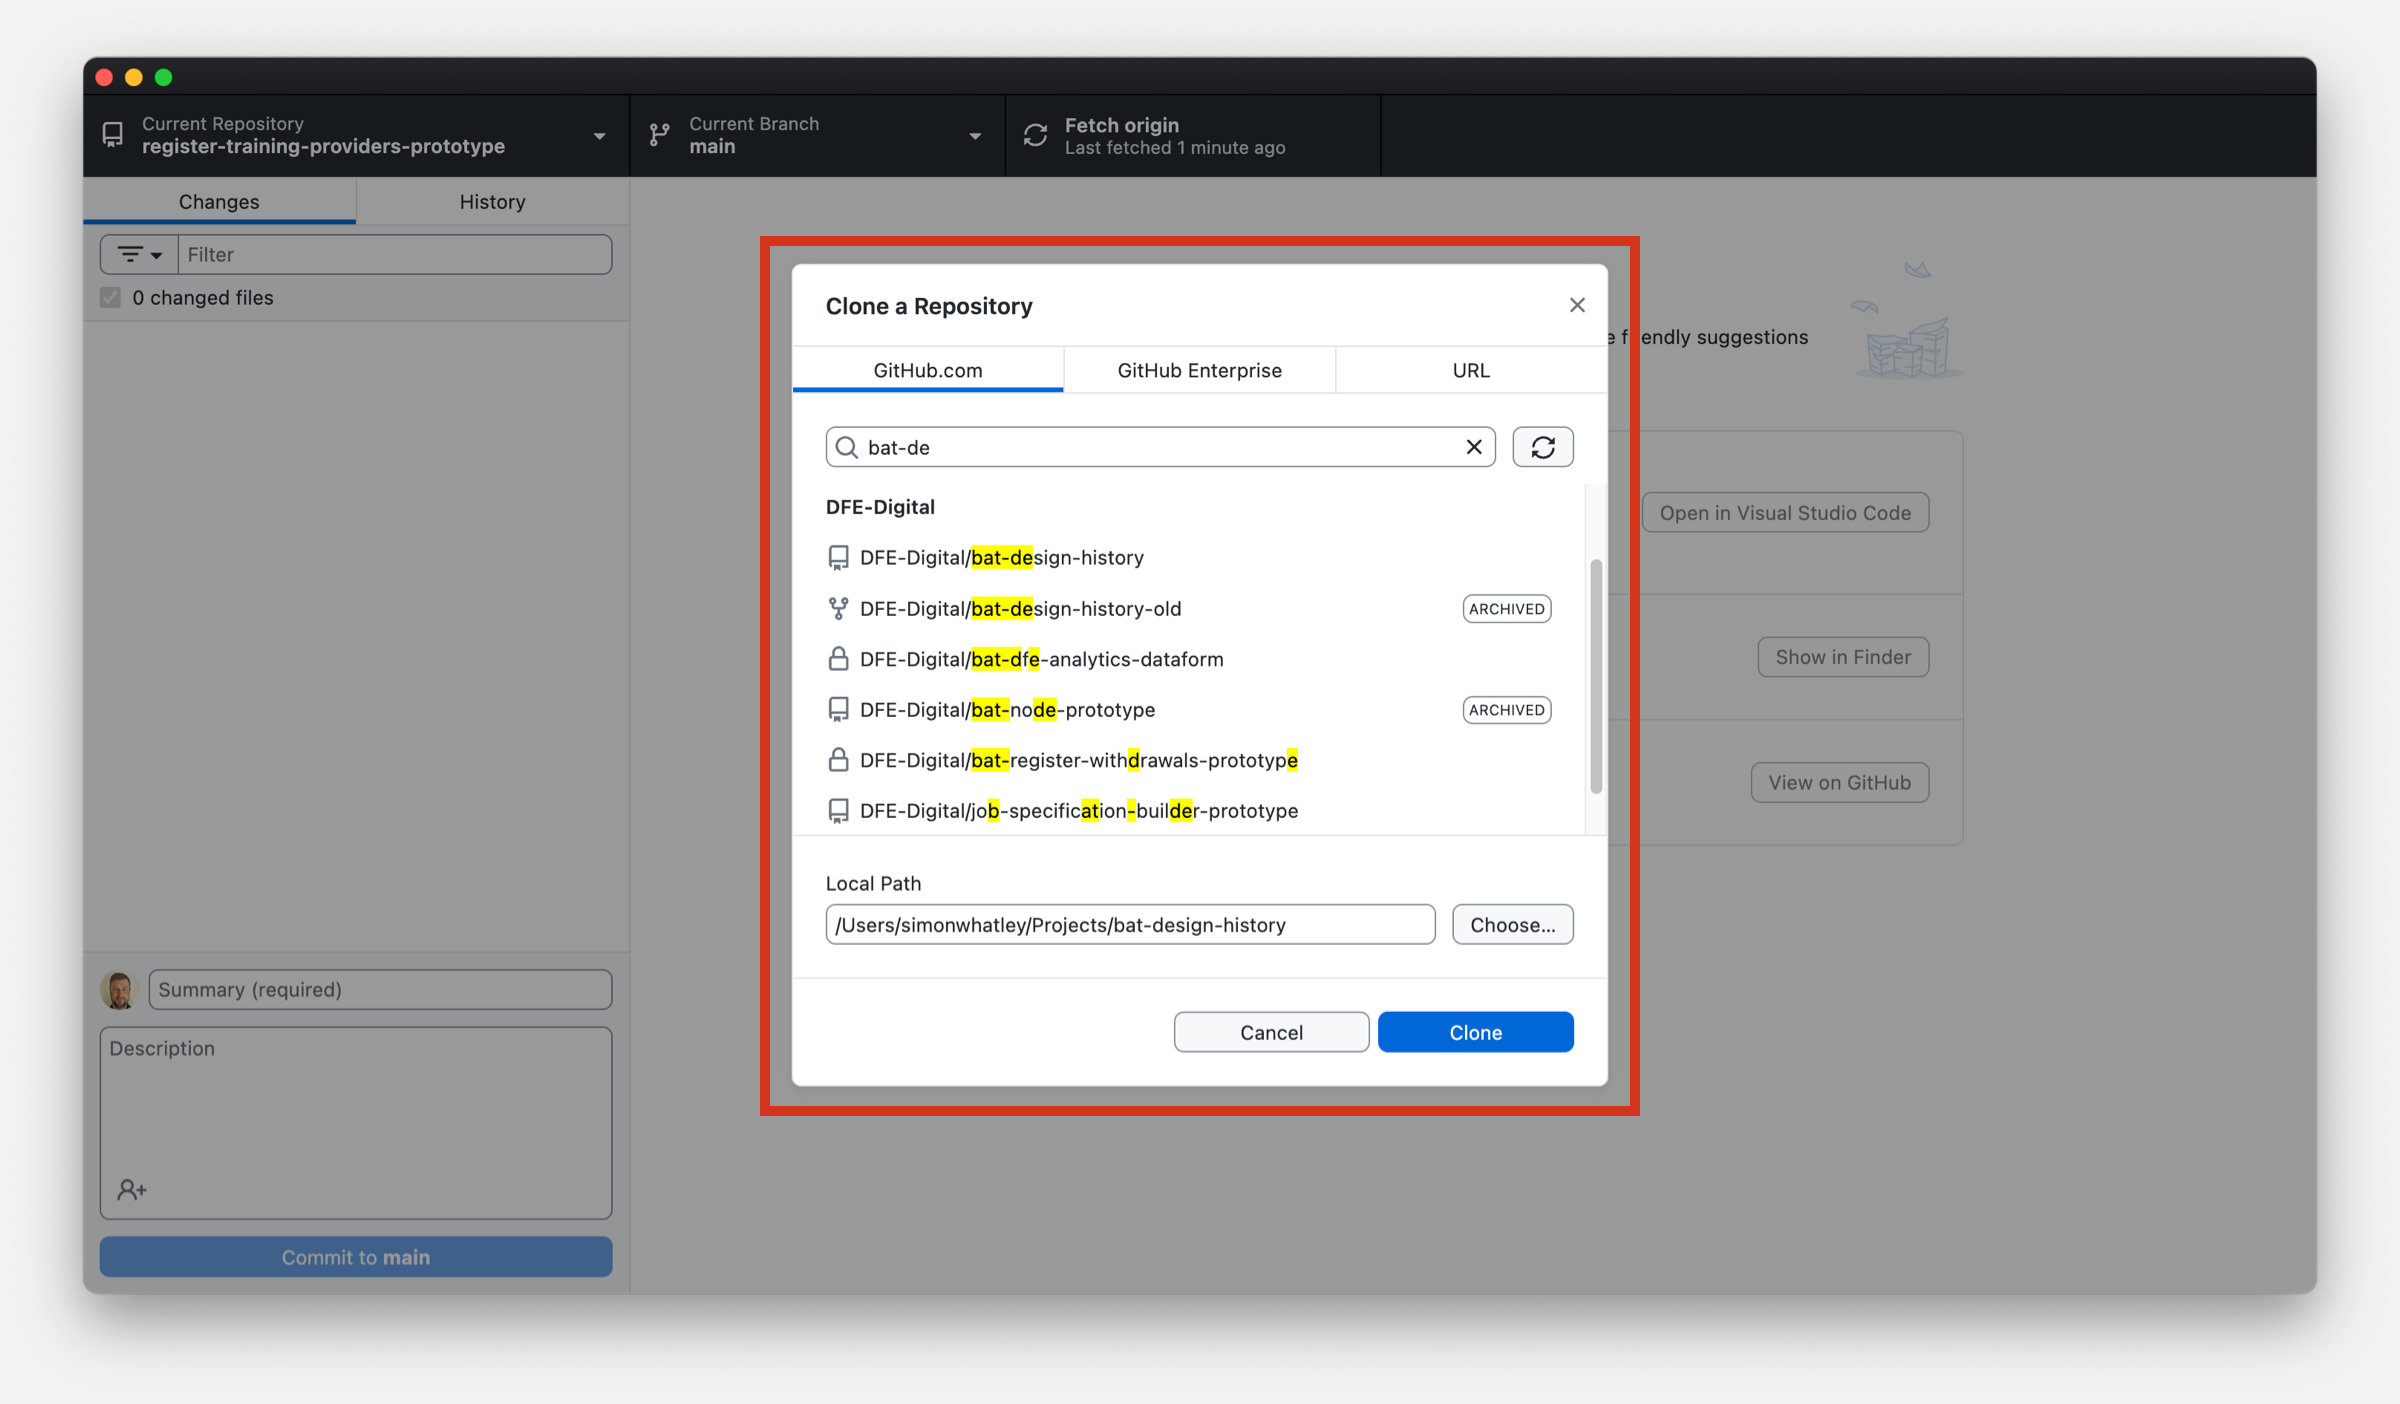 Current Repository
register-training-providers-prototype
Current Branch
main
Fetch origin
Last fetched 1 minute ago
Changes
History
Filter
0 changed files
Summary (required)
Description
Commit to main
e f
endly suggestions
Open in Visual Studio Code
Show in Finder
View on GitHub
Clone a Repository
GitHub.com
GitHub Enterprise
URL
bat-de
DFE-Digital
DFE-Digital/bat-design-history
DFE-Digital/bat-design-history-old
ARCHIVED
DFE-Digital/bat-dfe-analytics-dataform
DFE-Digital/bat-node-prototype
ARCHIVED
DFE-Digital/bat-register-withdrawals-prototype
DFE-Digital/job-specification-builder-prototype
Local Path
/Users/simonwhatley/Projects/bat-design-history
Choose...
Cancel
Clone